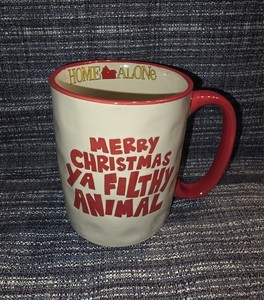 HOME ALONe
MERRY
CHRISTMAS
YA FILTHY
ANIMAL